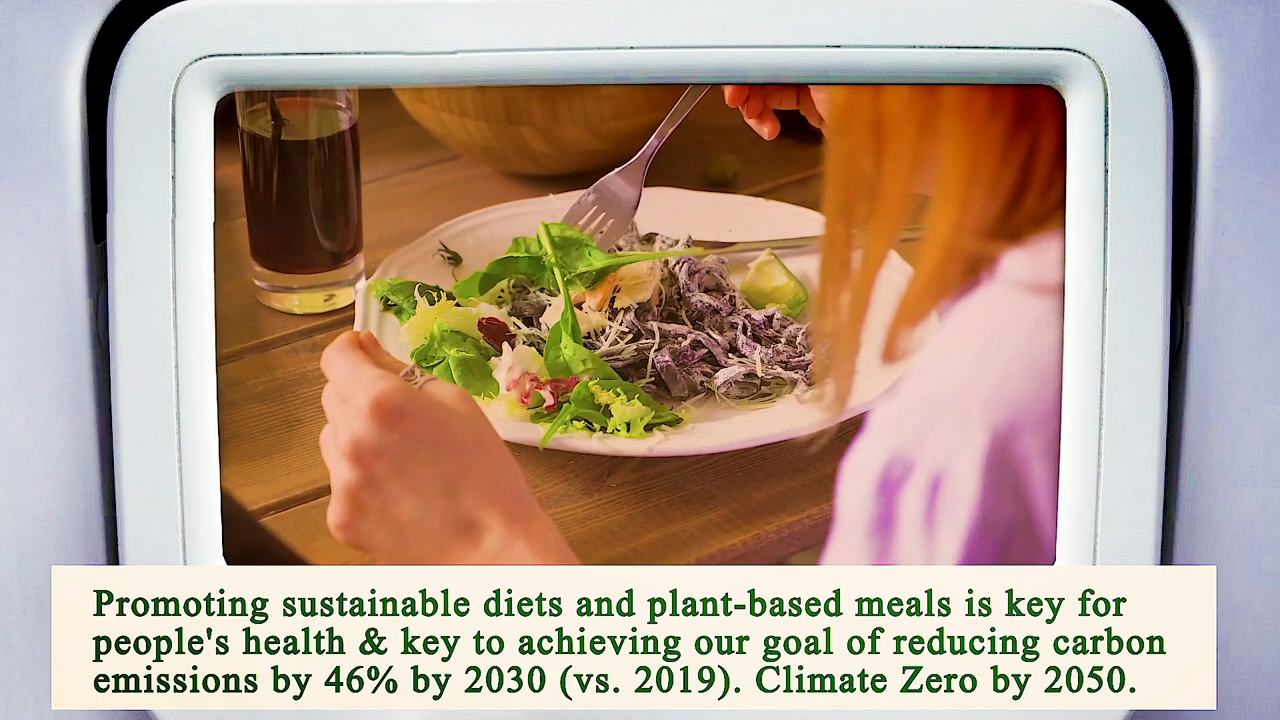 Promoting sustainable diets and plant-based meals is key for
people's health & key to achieving our goal of reducing carbon
emissions by 46% by 2030 (vs. 2019). Climate Zero by 2050.